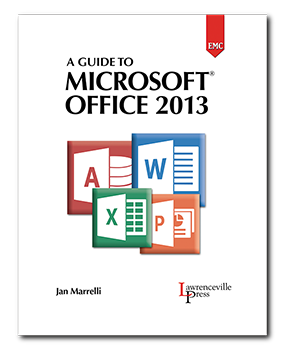 EMC
A GUIDE TO
MICROSOFT®
OFFICE 2013
A
W
X
P
Jan Marrelli
Lawrenceville
Press